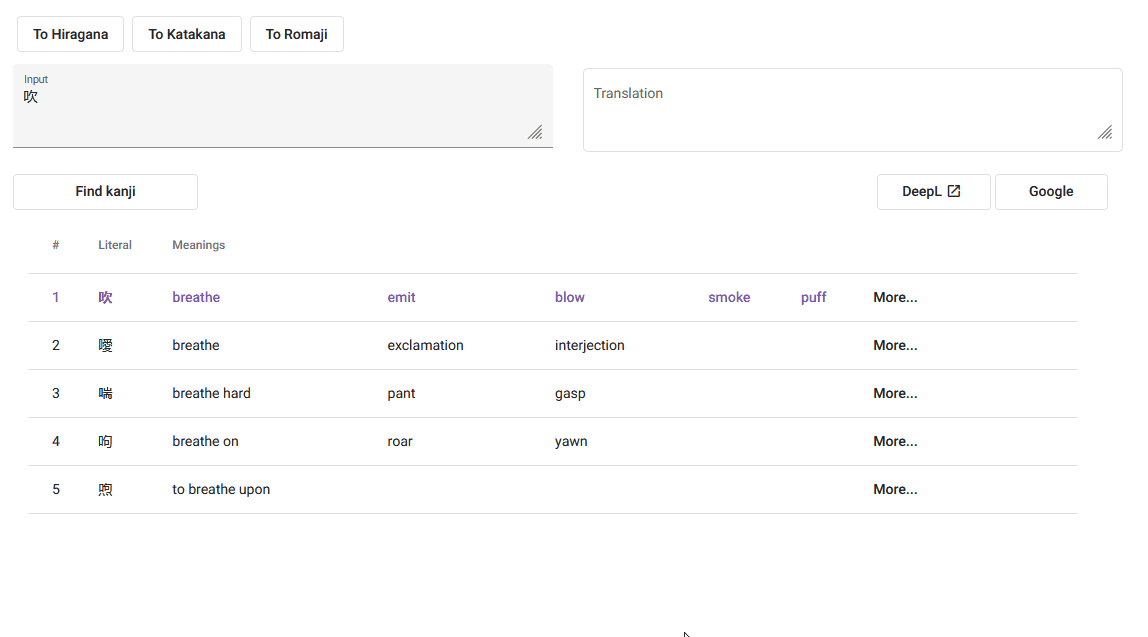 To Hiragana To Katakana To Romaji
Input
吹
Translation
Find kanji DeepL Google
# Literal Meanings
1 吹 breathe emit blow smoke puff More...
2 噯 breathe exclamation interjection More...
3 喘 breathe hard pant gasp More...
4 呴 breathe on roar yawn More...
5 喣 to breathe upon More...